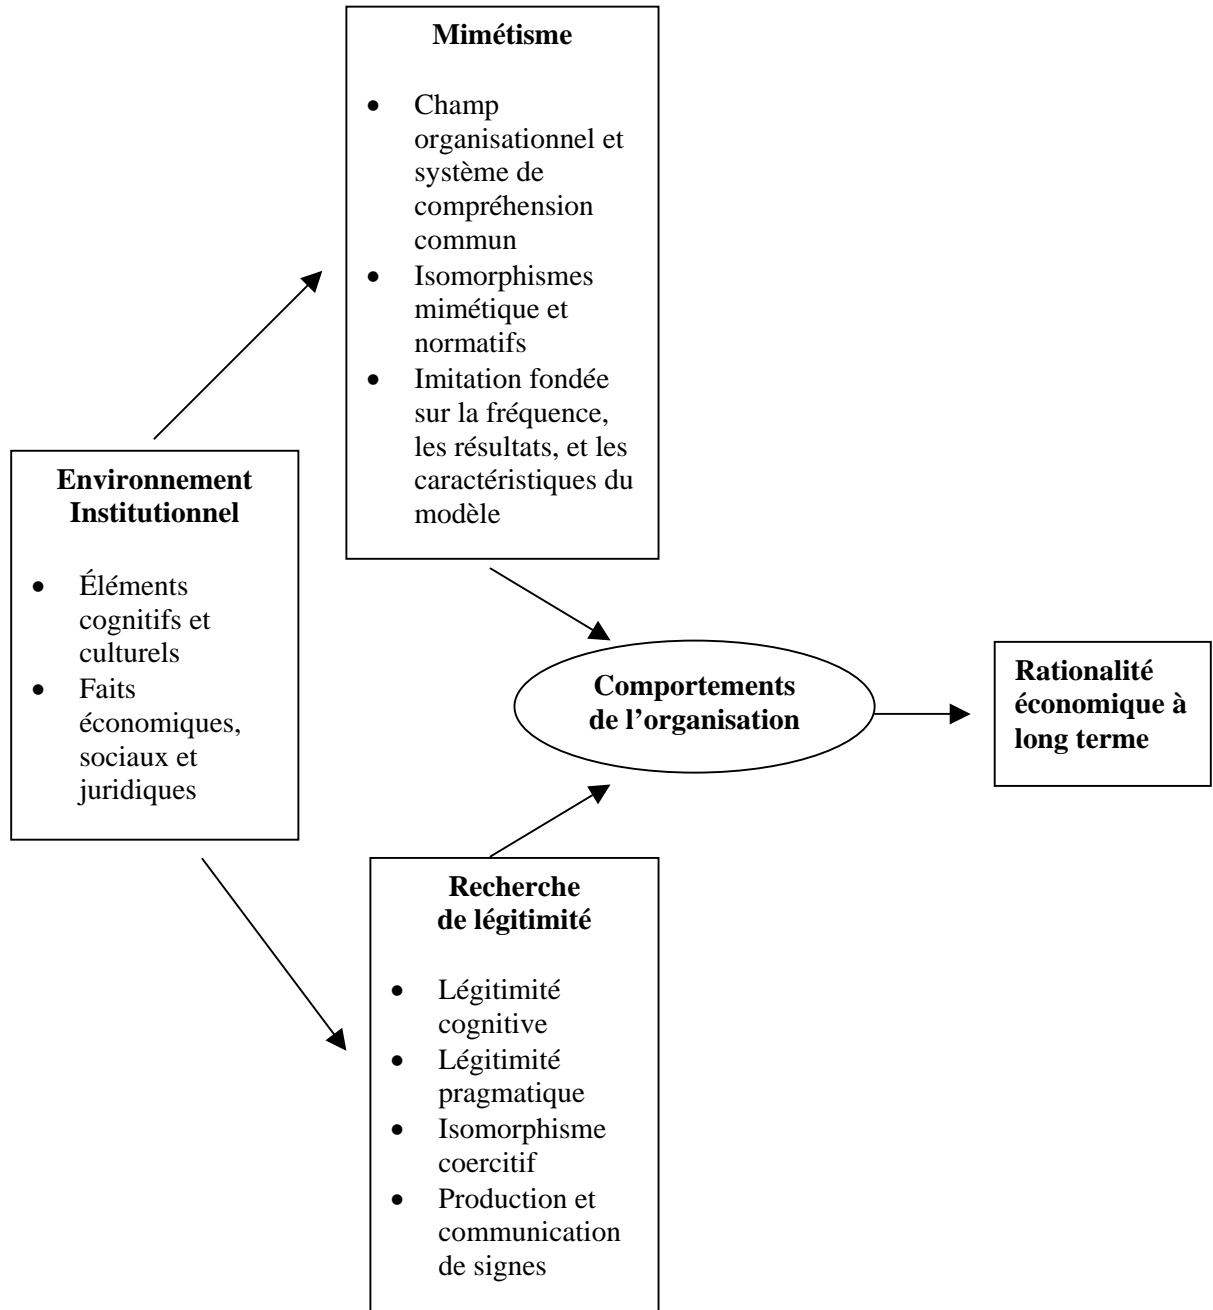 Mimétisme
• Champ
organisationnel et
système de
compréhension
commun
• Isomorphismes
mimétique et
normatifs
• Imitation fondée
sur la fréquence,
les résultats, et les
caractéristiques du
modèle
Environnement
Institutionnel
• Éléments
cognitifs et
culturels
• Faits
économiques,
sociaux et
juridiques
Comportements
de l’organisation
Rationalité
économique à
long terme
Recherche
de légitimité
• Légitimité
cognitive
• Légitimité
pragmatique
• Isomorphisme
coercitif
• Production et
communication
de signes